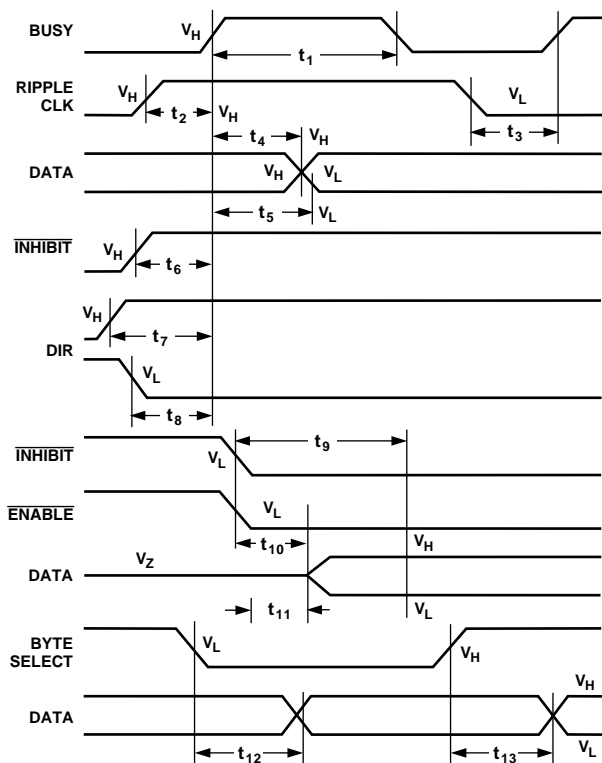 BUSY
V_H
t_1
RIPPLE
CLK
V_H
t_2
V_H
V_L
t_3
t_4
V_H
DATA
V_H
V_L
t_5
V_L
INHIBIT
V_H
t_6
V_H
t_7
DIR
V_L
t_8
INHIBIT
V_L
t_9
ENABLE
V_L
t_10
DATA
V_Z
V_H
t_11
V_L
BYTE
SELECT
V_L
V_H
DATA
V_H
t_12
t_13
V_L